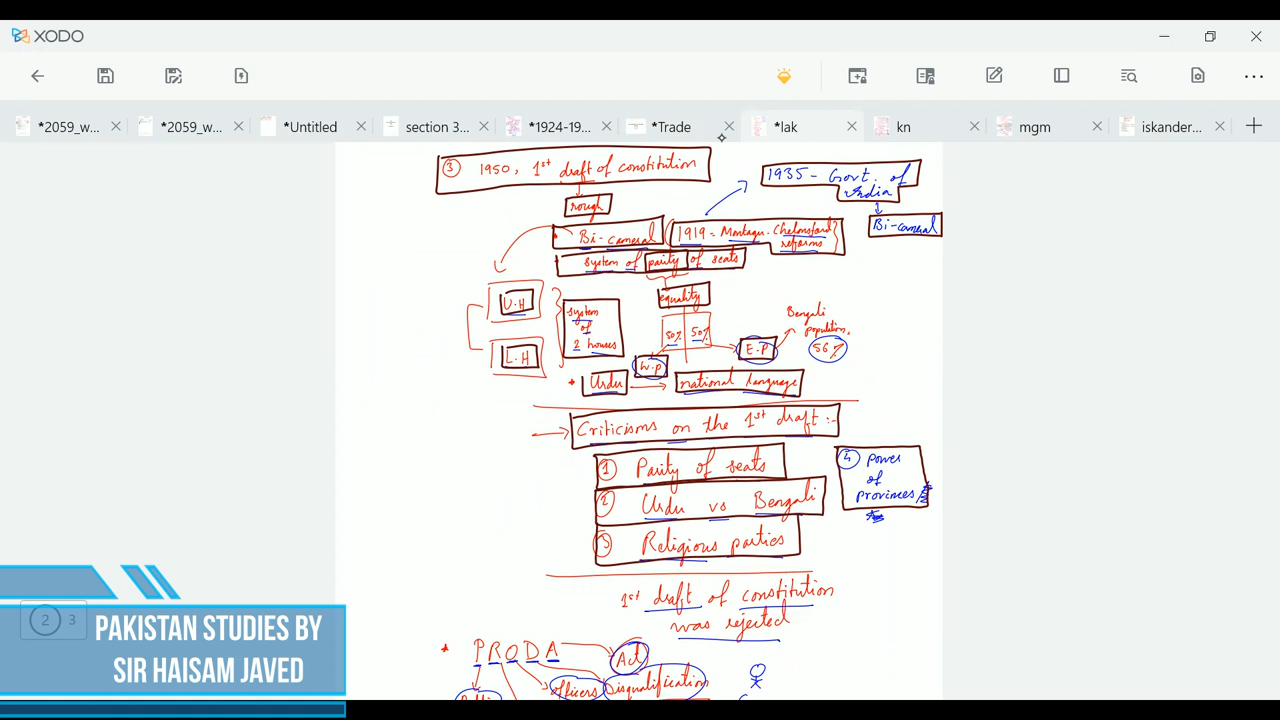 XODO
*2059_w...
*2059_w...
*Untitled
section 3...
*1924-19...
*Trade
*lak
kn
mgm
iskander...
③ 1950, 1st draft of constitution
rough
1935 - Govt. of
India
Bi-cameral
Bi-cameral
1919 = Montagu-Chelmsford
reforms
system of parity of seats
U.H
L.H
system
of
2 houses
equality
50% 50%
W.P
E.P
Bengali
population.
56%
* Urdu → national language
→ Criticisms on the 1st draft :-
① Parity of seats
② Urdu vs Bengali
③ Religious parties
④ Power
of
provinces
1st draft of constitution
was rejected
* PRODA
Act
officers
Disqualification
2 3
PAKISTAN STUDIES BY
SIR HAISAM JAVED